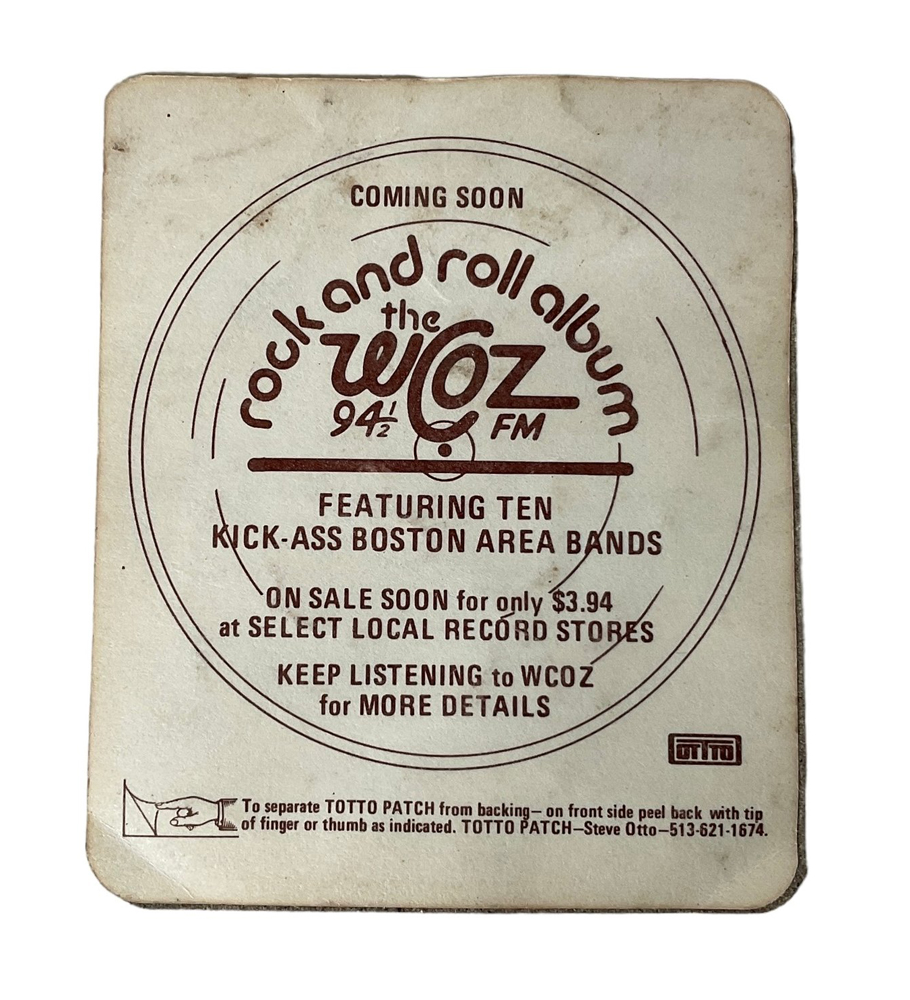 COMING SOON
rock and roll album
the
WCOZ
94 1/2 FM
FEATURING TEN
KICK-ASS BOSTON AREA BANDS
ON SALE SOON for only $3.94
at SELECT LOCAL RECORD STORES
KEEP LISTENING to WCOZ
for MORE DETAILS
TOTTO
To separate TOTTO PATCH from backing— on front side peel back with tip
of finger or thumb as indicated. TOTTO PATCH—Steve Otto—513-621-1674.